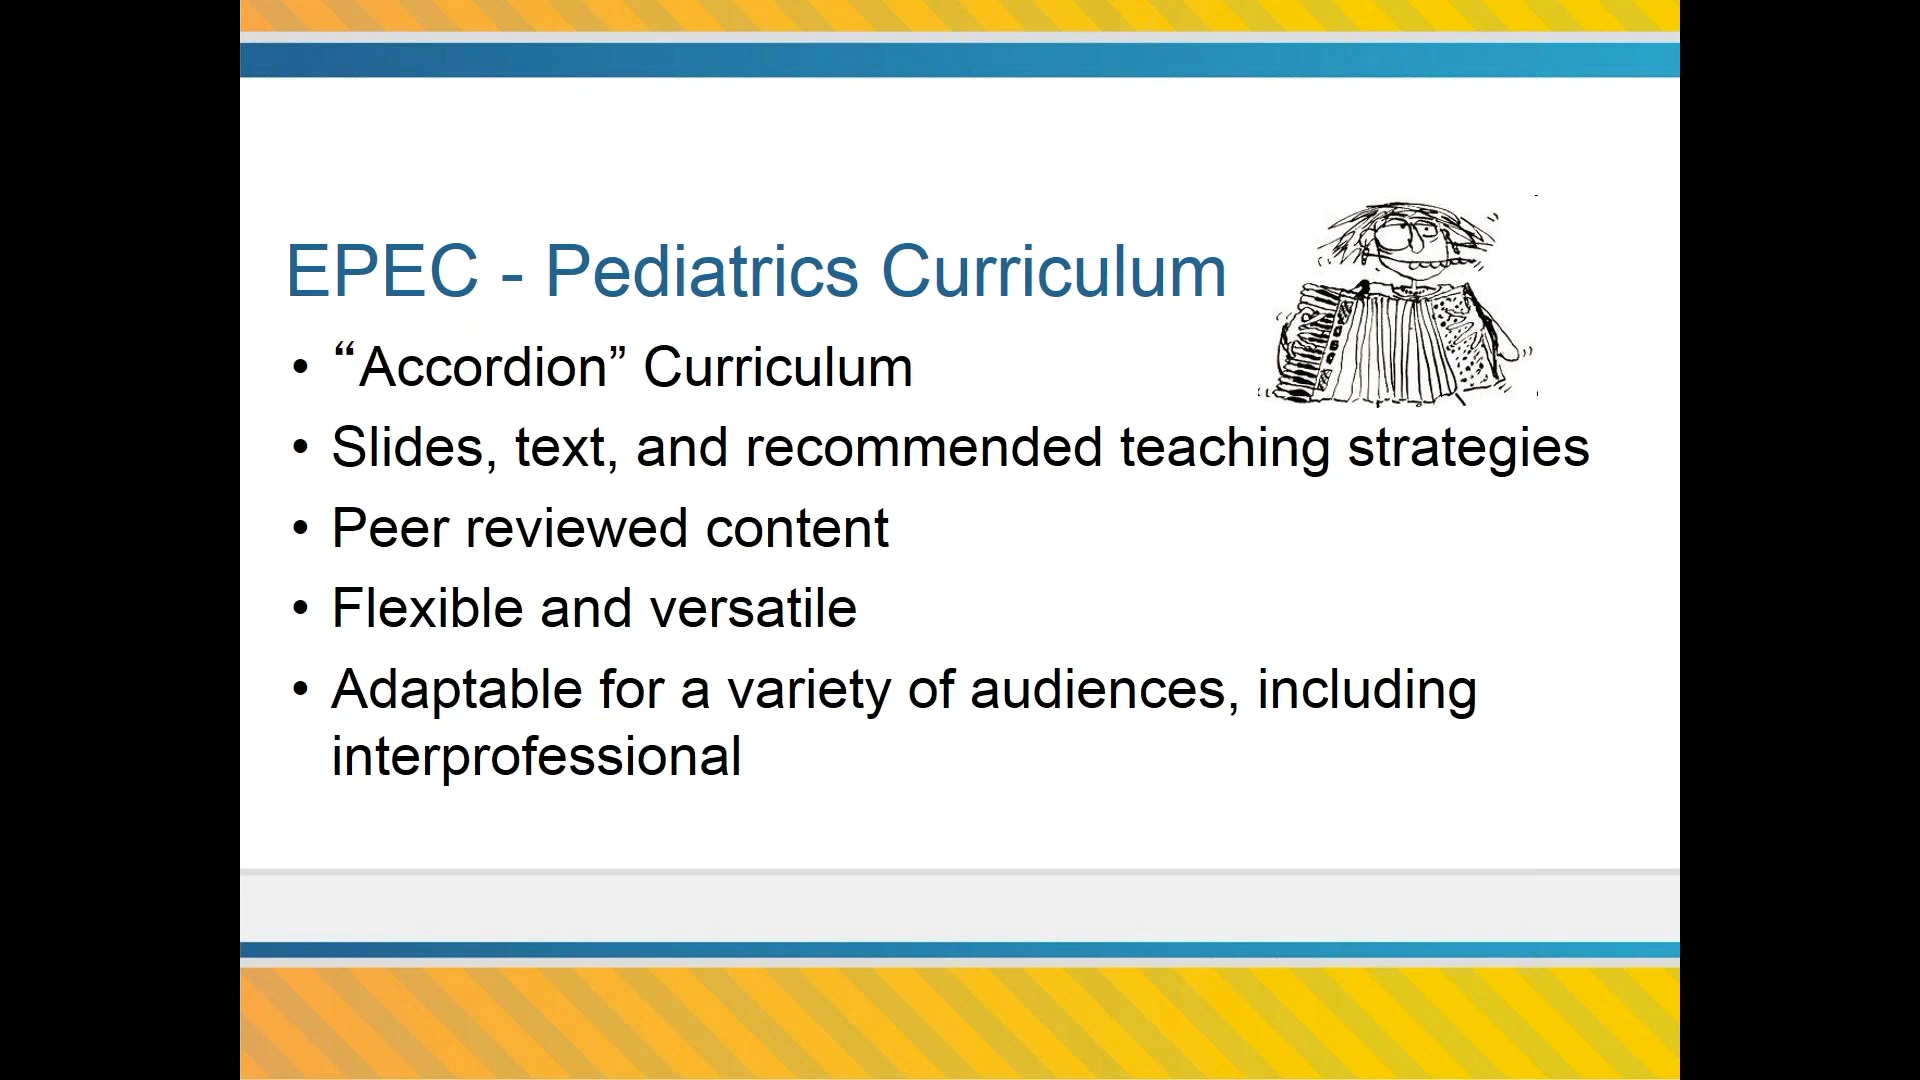 EPEC - Pediatrics Curriculum
• “Accordion” Curriculum
• Slides, text, and recommended teaching strategies
• Peer reviewed content
• Flexible and versatile
• Adaptable for a variety of audiences, including
interprofessional